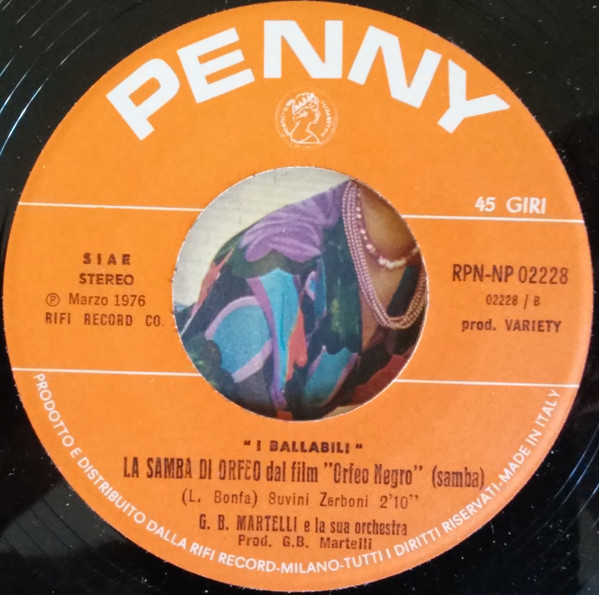 PENNY
45 GIRI
SIAE
STEREO
Ⓟ Marzo 1976
RIFI RECORD CO.
RPN-NP 02228
02228 / B
prod. VARIETY
" I BALLABILI "
LA SAMBA DI ORFEO dal film "Orfeo Negro" (samba)
(L. Bonfa) Suvini Zerboni 2'10"
G. B. MARTELLI e la sua orchestra
Prod. G.B. Martelli
PRODOTTO E DISTRIBUITO DALLA RIFI RECORD-MILANO-TUTTI I DIRITTI RISERVATI-MADE IN ITALY